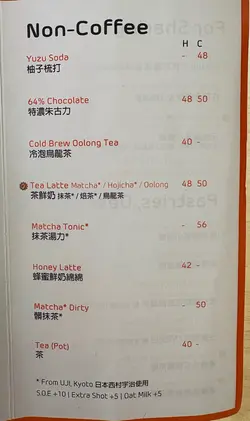 Non-Coffee
H C
Yuzu Soda - 48
柚子梳打
64% Chocolate 48 50
特濃朱古力
Cold Brew Oolong Tea 40 -
冷泡烏龍茶
Tea Latte Matcha* / Hojicha* / Oolong 48 50
茶鮮奶 抹茶* / 焙茶* / 烏龍茶
Matcha Tonic* - 56
抹茶湯力*
Honey Latte 42 -
蜂蜜鮮奶綿綿
Matcha* Dirty - 50
髒抹茶*
Tea (Pot) 40 -
茶
* From UJI, Kyoto 日本西村宇治使用
S.O.E +10 | Extra Shot +5 | Oat Milk +5